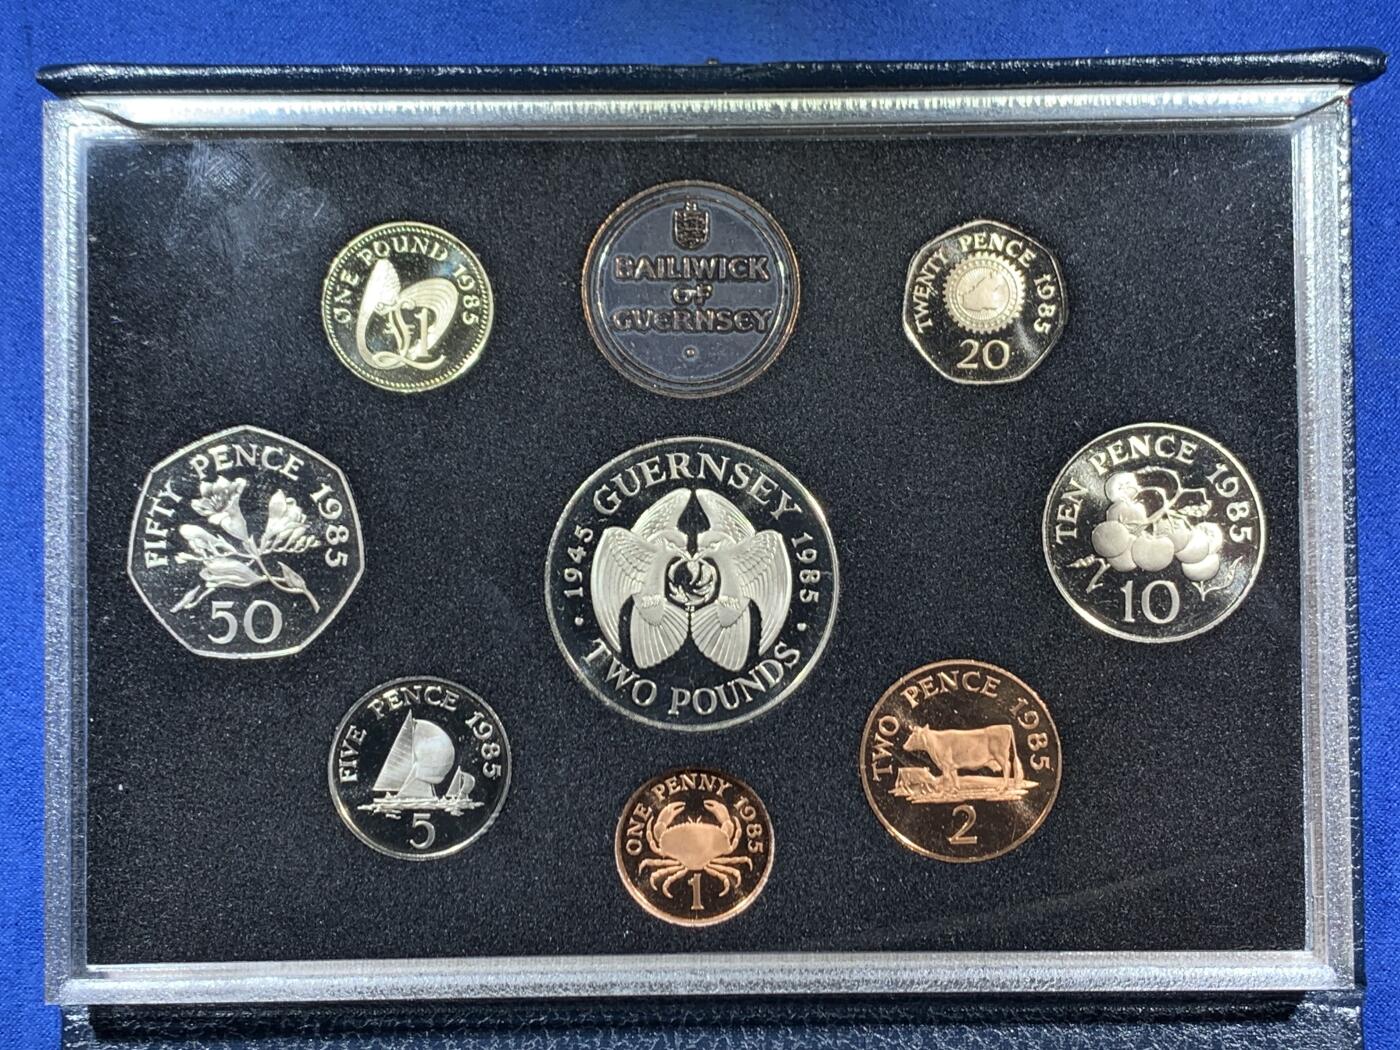 ONE POUND 1985
£1
BAILIWICK
OF
GUERNSEY
TWENTY PENCE 1985
20
FIFTY PENCE 1985
50
GUERNSEY
1945 1985
TWO POUNDS
TEN PENCE 1985
10
FIVE PENCE 1985
5
ONE PENNY 1985
1
TWO PENCE 1985
2